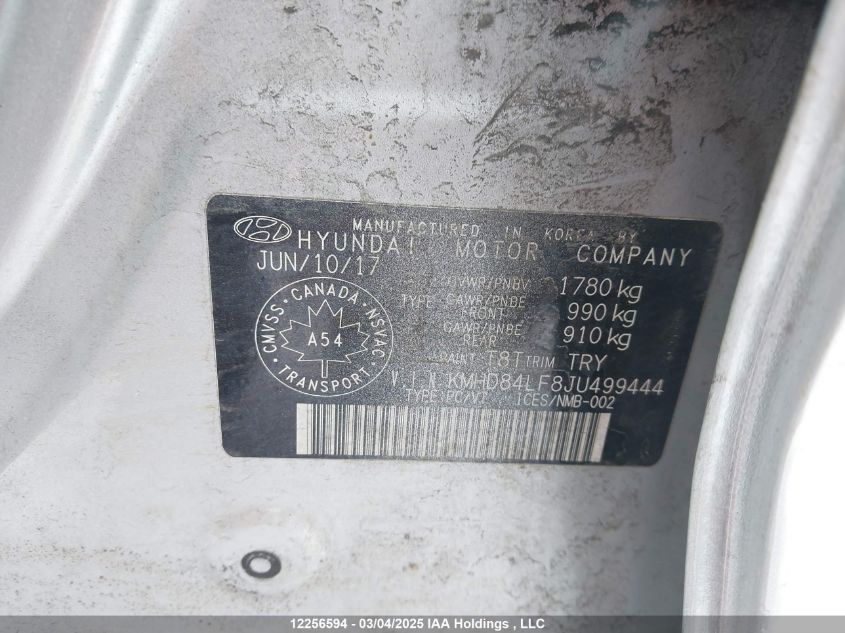 MANUFACTURED IN KOREA BY
HYUNDAI MOTOR COMPANY
JUN/10/17
GVWR/PNBV 1780 kg
TYPE GAWR/PNBE FRONT 990 kg
GAWR/PNBE REAR 910 kg
CANADA
CMVSS · NSVAC
A54
TRANSPORT
PAINT T8T TRIM TRY
V.I.N KMHD84LF8JU499444
TYPE:PC/VT ICES/NMB-002
12256594 - 03/04/2025 IAA Holdings , LLC